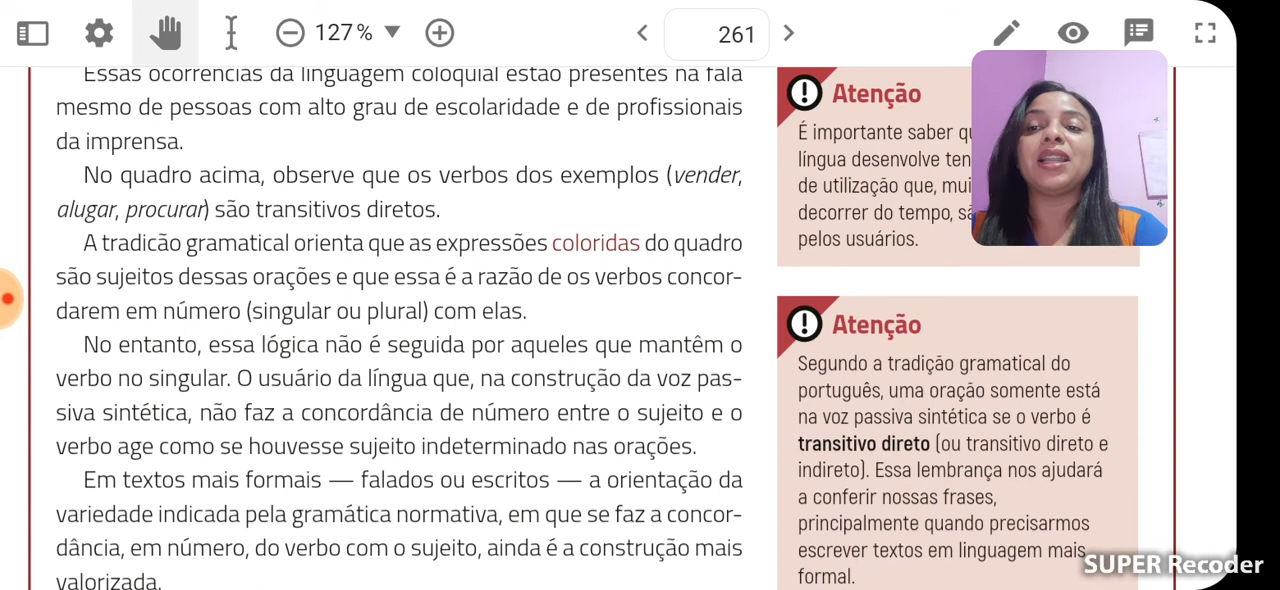 127 %
261
Essas ocorrências da linguagem coloquial estão presentes na fala
mesmo de pessoas com alto grau de escolaridade e de profissionais
da imprensa.
No quadro acima, observe que os verbos dos exemplos (vender,
alugar, procurar) são transitivos diretos.
A tradicão gramatical orienta que as expressões coloridas do quadro
são sujeitos dessas orações e que essa é a razão de os verbos concor-
darem em número (singular ou plural) com elas.
No entanto, essa lógica não é seguida por aqueles que mantêm o
verbo no singular. O usuário da língua que, na construção da voz pas-
siva sintética, não faz a concordância de número entre o sujeito e o
verbo age como se houvesse sujeito indeterminado nas orações.
Em textos mais formais — falados ou escritos — a orientação da
variedade indicada pela gramática normativa, em que se faz a concor-
dância, em número, do verbo com o sujeito, ainda é a construção mais
valorizada.
Atenção
É importante saber
língua desenvolve
de utilização que,
decorrer do tempo,
pelos usuários.
Atenção
Segundo a tradição gramatical do
português, uma oração somente está
na voz passiva sintética se o verbo é
transitivo direto (ou transitivo direto e
indireto). Essa lembrança nos ajudará
a conferir nossas frases,
principalmente quando precisarmos
escrever textos em linguagem mais
formal.
SUPER Recoder